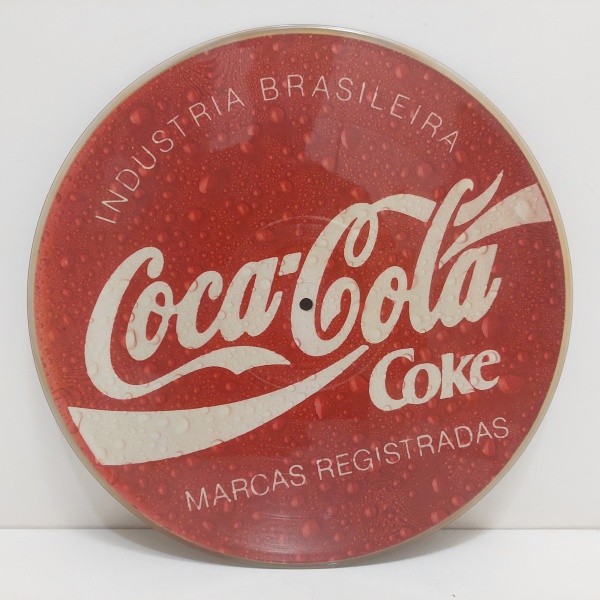 INDUSTRIA BRASILEIRA
Coca-Cola
Coke
MARCAS REGISTRADAS